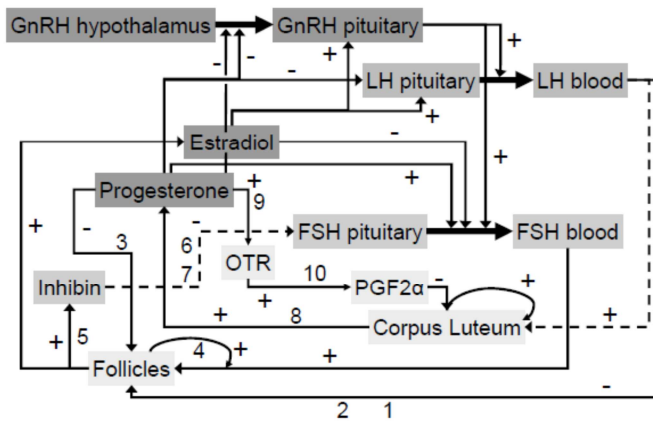 GnRH hypothalamus GnRH pituitary
+
- - - +
LH pituitary LH blood
+
Estradiol -
+
Progesterone + +
9
+ - 3 - 6 FSH pituitary FSH blood
7 OTR
Inhibin 10 PGF2α - +
+ 8 + Corpus Luteum +
+ 5
4 + +
Follicles
-
2 1